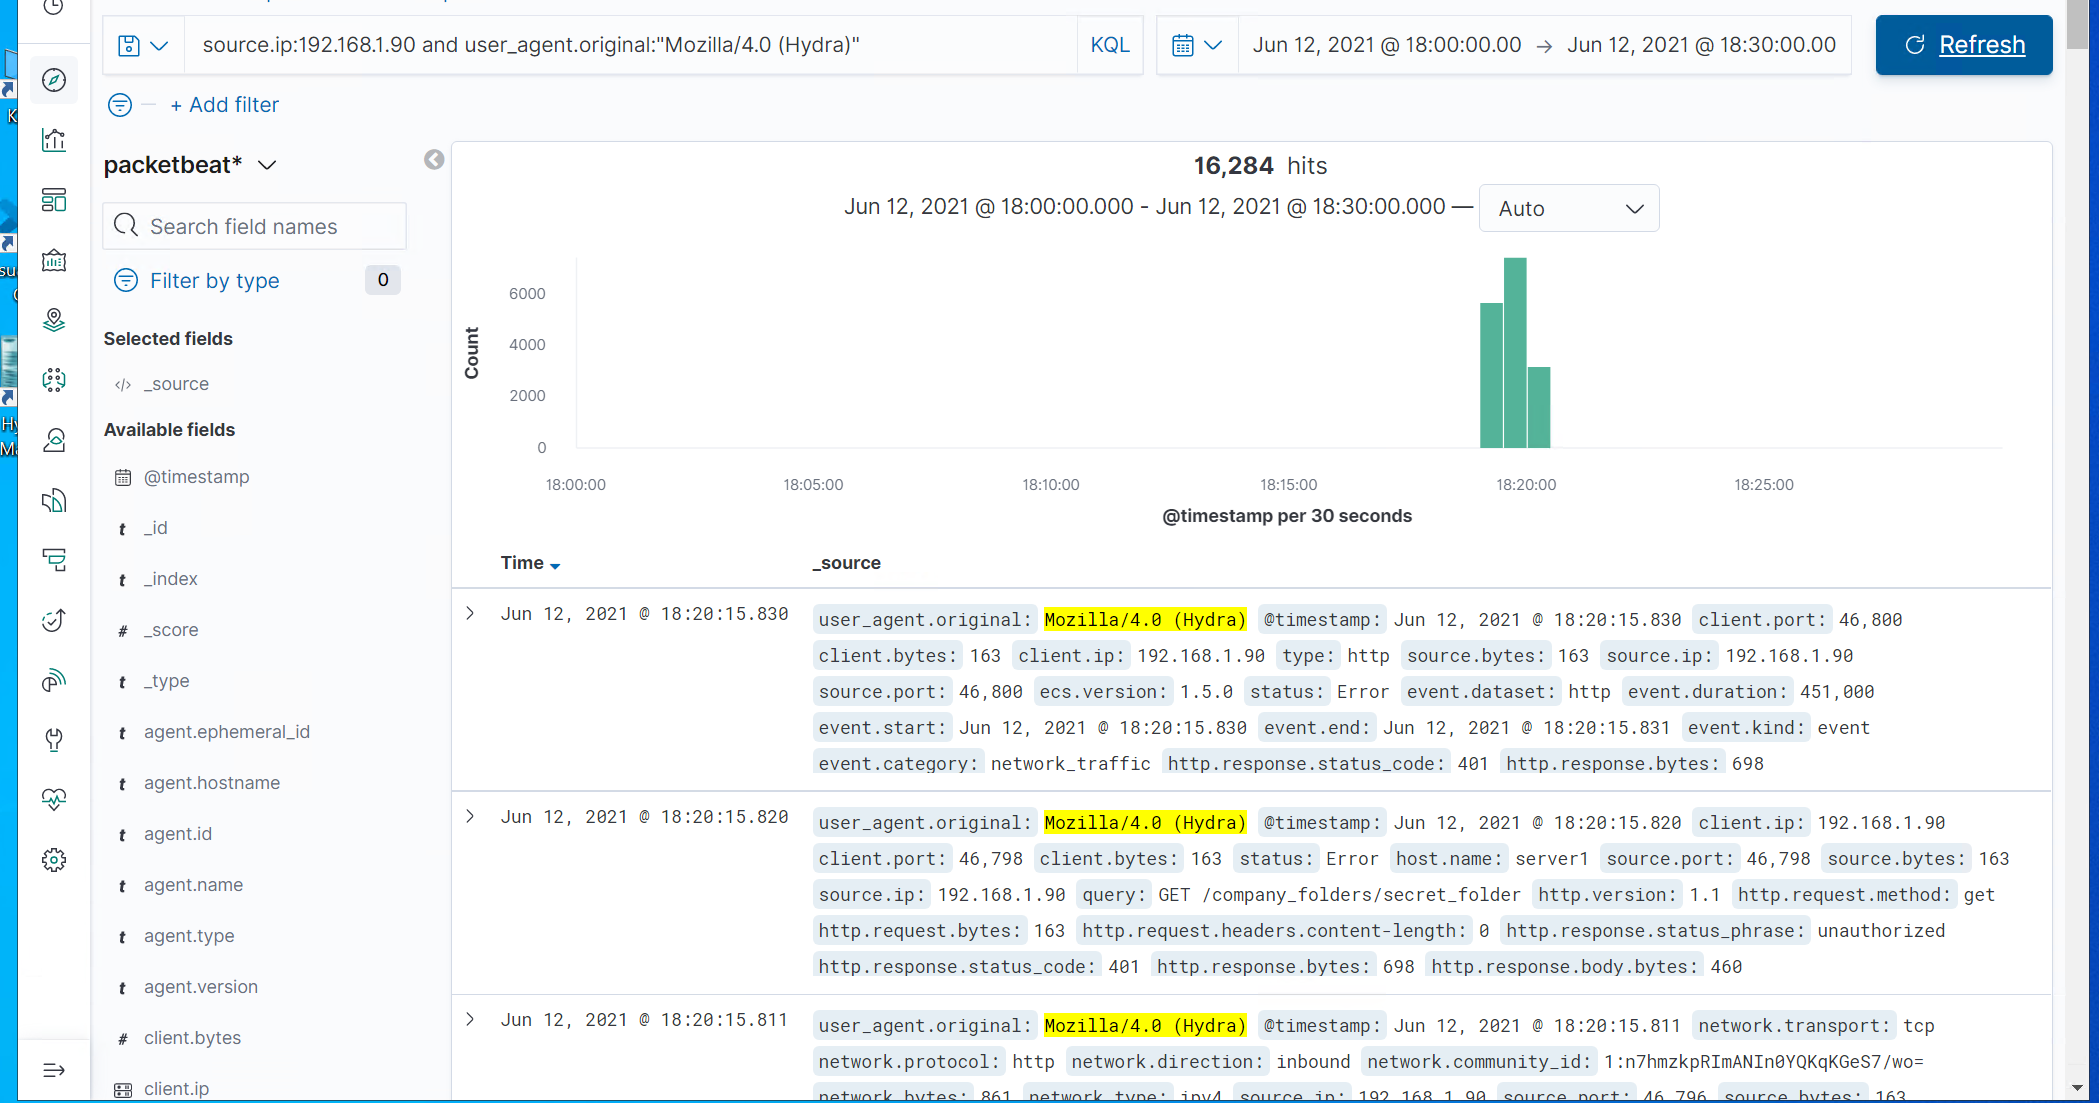 source.ip:192.168.1.90 and user_agent.original:"Mozilla/4.0 (Hydra)"
KQL
Jun 12, 2021 @ 18:00:00.00 → Jun 12, 2021 @ 18:30:00.00
Refresh
+ Add filter
packetbeat*
Search field names
Filter by type 0
Selected fields
</> _source
Available fields
@timestamp
t _id
t _index
# _score
t _type
t agent.ephemeral_id
t agent.hostname
t agent.id
t agent.name
t agent.type
t agent.version
# client.bytes
client.ip
16,284 hits
Jun 12, 2021 @ 18:00:00.000 - Jun 12, 2021 @ 18:30:00.000 — Auto
Count
6000
4000
2000
0
18:00:00 18:05:00 18:10:00 18:15:00 18:20:00 18:25:00
@timestamp per 30 seconds
Time _source
Jun 12, 2021 @ 18:20:15.830
user_agent.original: Mozilla/4.0 (Hydra) @timestamp: Jun 12, 2021 @ 18:20:15.830 client.port: 46,800
client.bytes: 163 client.ip: 192.168.1.90 type: http source.bytes: 163 source.ip: 192.168.1.90
source.port: 46,800 ecs.version: 1.5.0 status: Error event.dataset: http event.duration: 451,000
event.start: Jun 12, 2021 @ 18:20:15.830 event.end: Jun 12, 2021 @ 18:20:15.831 event.kind: event
event.category: network_traffic http.response.status_code: 401 http.response.bytes: 698
Jun 12, 2021 @ 18:20:15.820
user_agent.original: Mozilla/4.0 (Hydra) @timestamp: Jun 12, 2021 @ 18:20:15.820 client.ip: 192.168.1.90
client.port: 46,798 client.bytes: 163 status: Error host.name: server1 source.port: 46,798 source.bytes: 163
source.ip: 192.168.1.90 query: GET /company_folders/secret_folder http.version: 1.1 http.request.method: get
http.request.bytes: 163 http.request.headers.content-length: 0 http.response.status_phrase: unauthorized
http.response.status_code: 401 http.response.bytes: 698 http.response.body.bytes: 460
Jun 12, 2021 @ 18:20:15.811
user_agent.original: Mozilla/4.0 (Hydra) @timestamp: Jun 12, 2021 @ 18:20:15.811 network.transport: tcp
network.protocol: http network.direction: inbound network.community_id: 1:n7hmzkpRImANIn0YQKqKGeS7/wo=
network.bytes: 861 network.type: ipv4 source.ip: 192.168.1.90 source.port: 46,796 source.bytes: 163